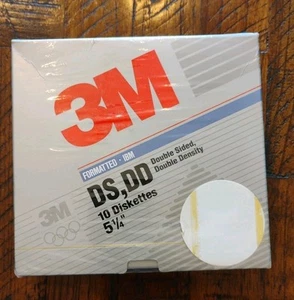 3M
FORMATTED - IBM
DS,DD
Double Sided,
Double Density
10 Diskettes
5¼"
3M